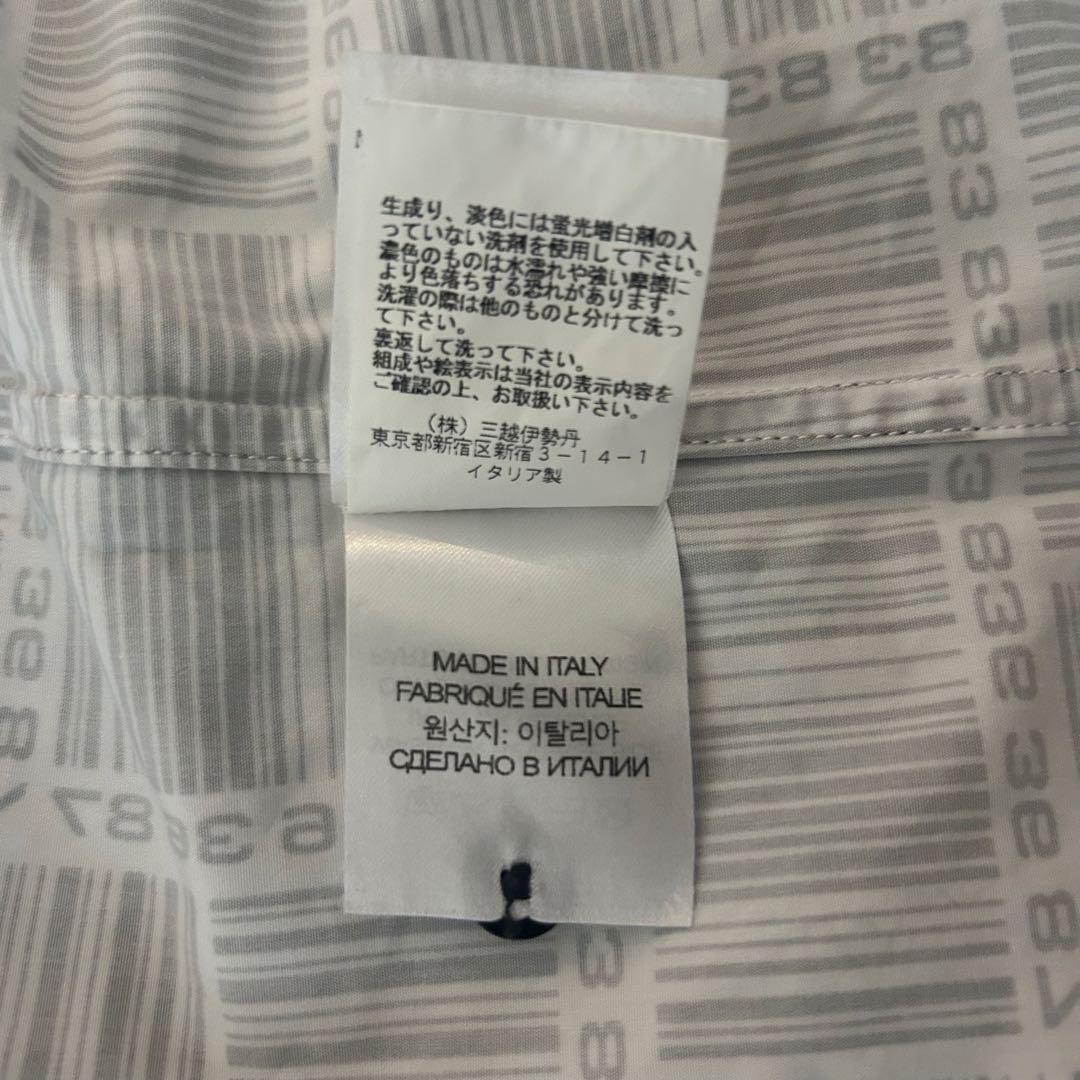 生成り、淡色には蛍光増白剤の入
っていない洗剤を使用して下さい。
濃色のものは水濡れや強い摩擦に
より色落ちする恐れがあります。
洗濯の際は他のものと分けて洗っ
て下さい。
裏返して洗って下さい。
組成や絵表示は当社の表示内容を
ご確認の上、お取扱い下さい。
（株）三越伊勢丹
東京都新宿区新宿３－１４－１
イタリア製
MADE IN ITALY
FABRIQUÉ EN ITALIE
원산지: 이탈리아
СДЕЛАНО В ИТАЛИИ